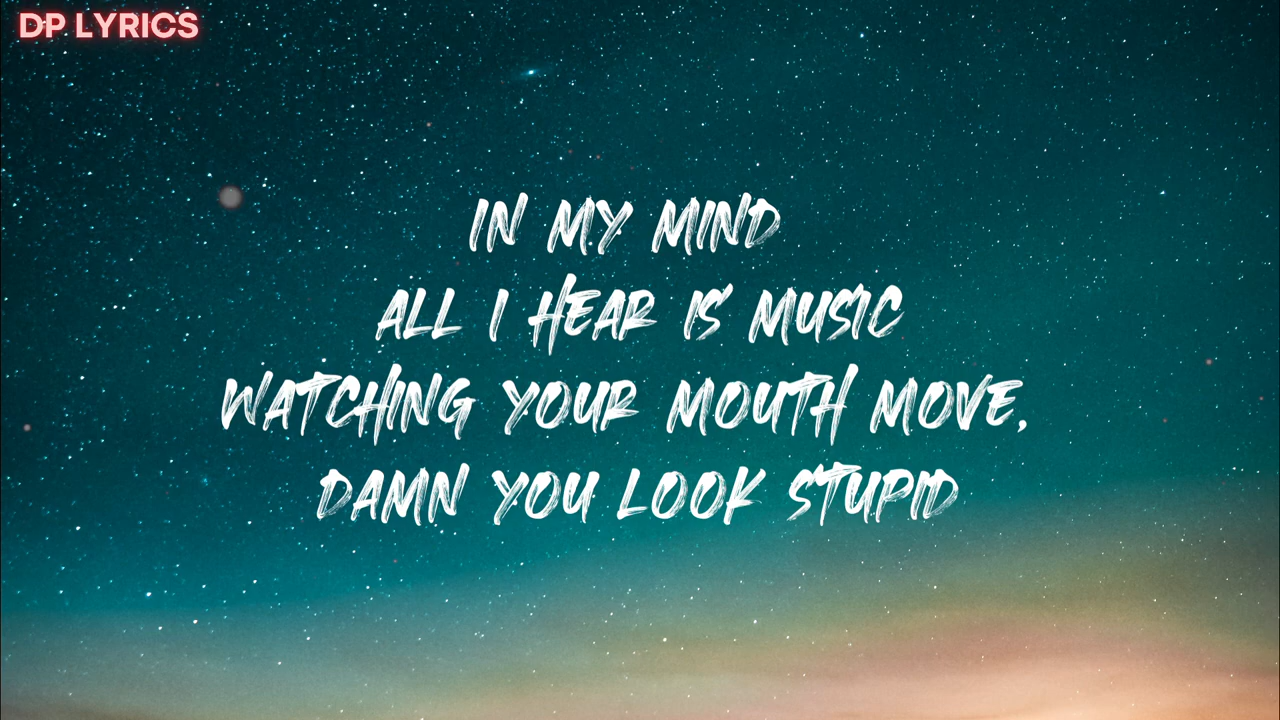 DP LYRICS
IN MY MIND
ALL I HEAR IS MUSIC
WATCHING YOUR MOUTH MOVE,
DAMN YOU LOOK STUPID